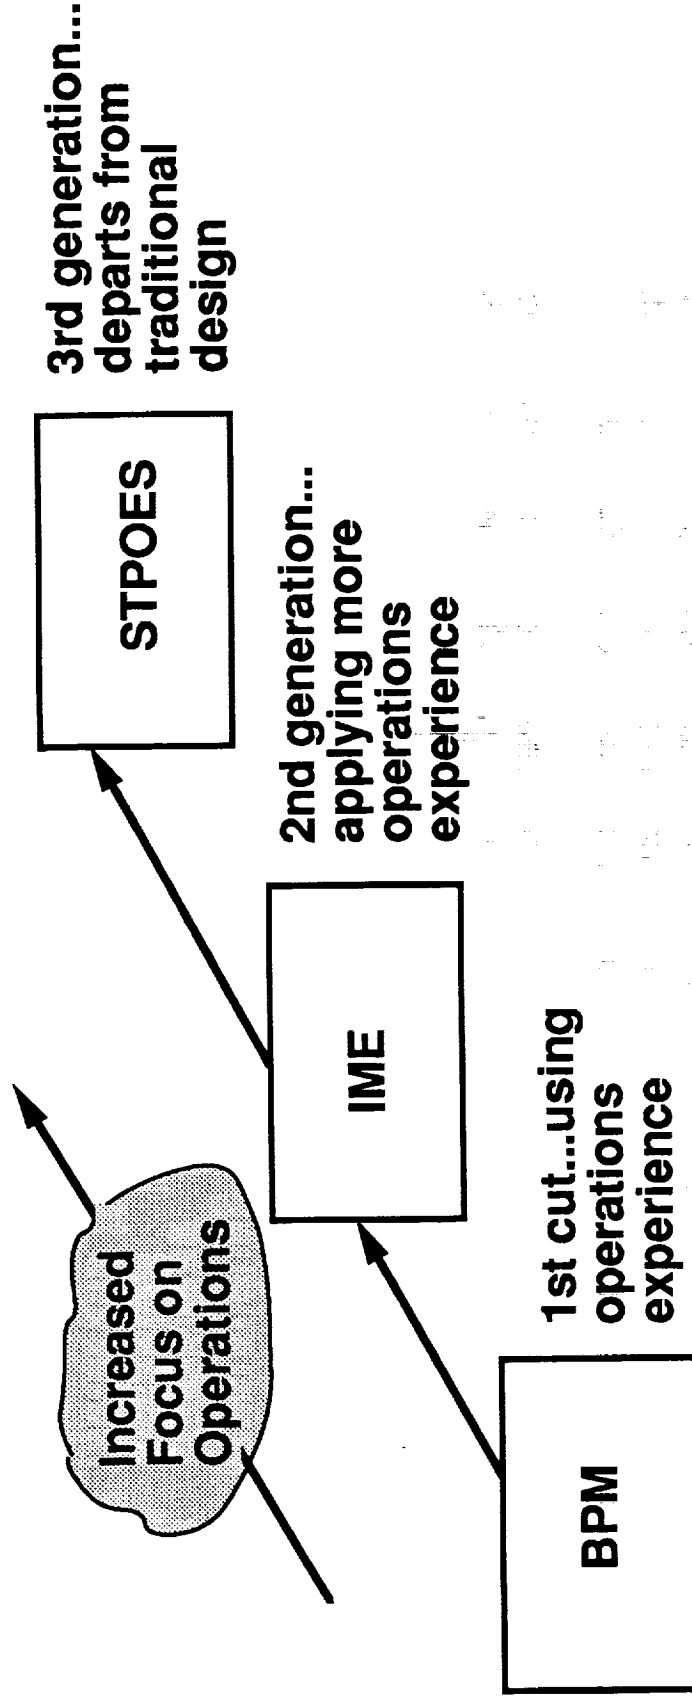 Increased
Focus on
Operations
BPM
1st cut...using
operations
experience
IME
2nd generation...
applying more
operations
experience
STPOES
3rd generation...
departs from
traditional
design